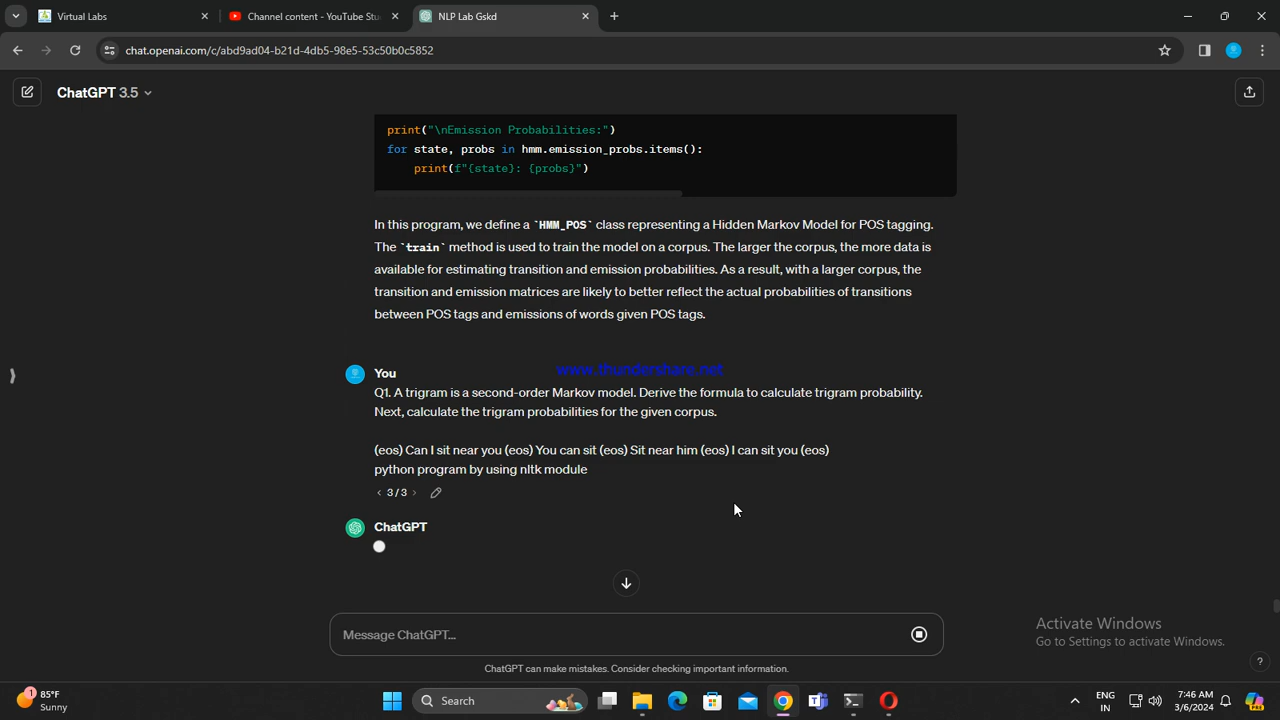 Virtual Labs
Channel content - YouTube Stu
NLP Lab Gskd
chat.openai.com/c/abd9ad04-b21d-4db5-98e5-53c50b0c5852
ChatGPT 3.5
print("\nEmission Probabilities:")
for state, probs in hmm.emission_probs.items():
print(f"{state}: {probs}")
In this program, we define a `HMM_POS` class representing a Hidden Markov Model for POS tagging.
The `train` method is used to train the model on a corpus. The larger the corpus, the more data is
available for estimating transition and emission probabilities. As a result, with a larger corpus, the
transition and emission matrices are likely to better reflect the actual probabilities of transitions
between POS tags and emissions of words given POS tags.
www.thundershare.net
You
Q1. A trigram is a second-order Markov model. Derive the formula to calculate trigram probability.
Next, calculate the trigram probabilities for the given corpus.
(eos) Can I sit near you (eos) You can sit (eos) Sit near him (eos) I can sit you (eos)
python program by using nltk module
3/3
ChatGPT
Message ChatGPT...
Activate Windows
Go to Settings to activate Windows.
ChatGPT can make mistakes. Consider checking important information.
?
1
85°F
Sunny
Search
ENG
IN
7:46 AM
3/6/2024
PRE